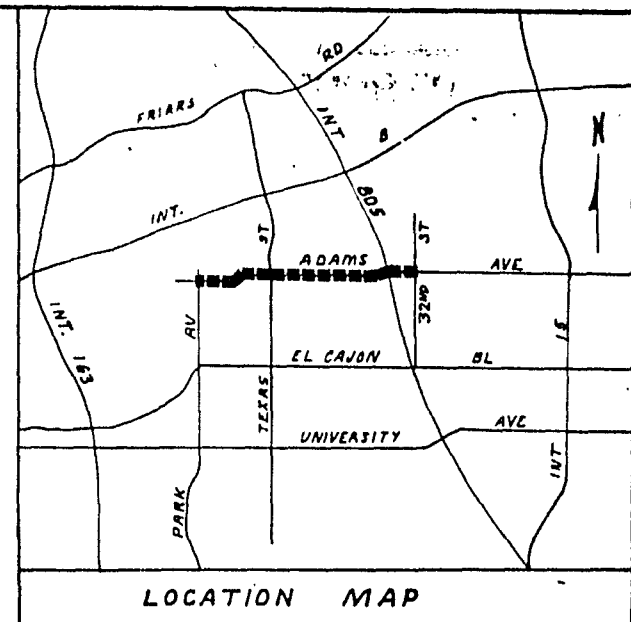 FRIARS RD
INT 805
INT. 8
N
ST
ADAMS AVE
ST
32ND
INT. 163
AV
EL CAJON BL
INT 15
TEXAS
UNIVERSITY AVE
PARK
LOCATION MAP